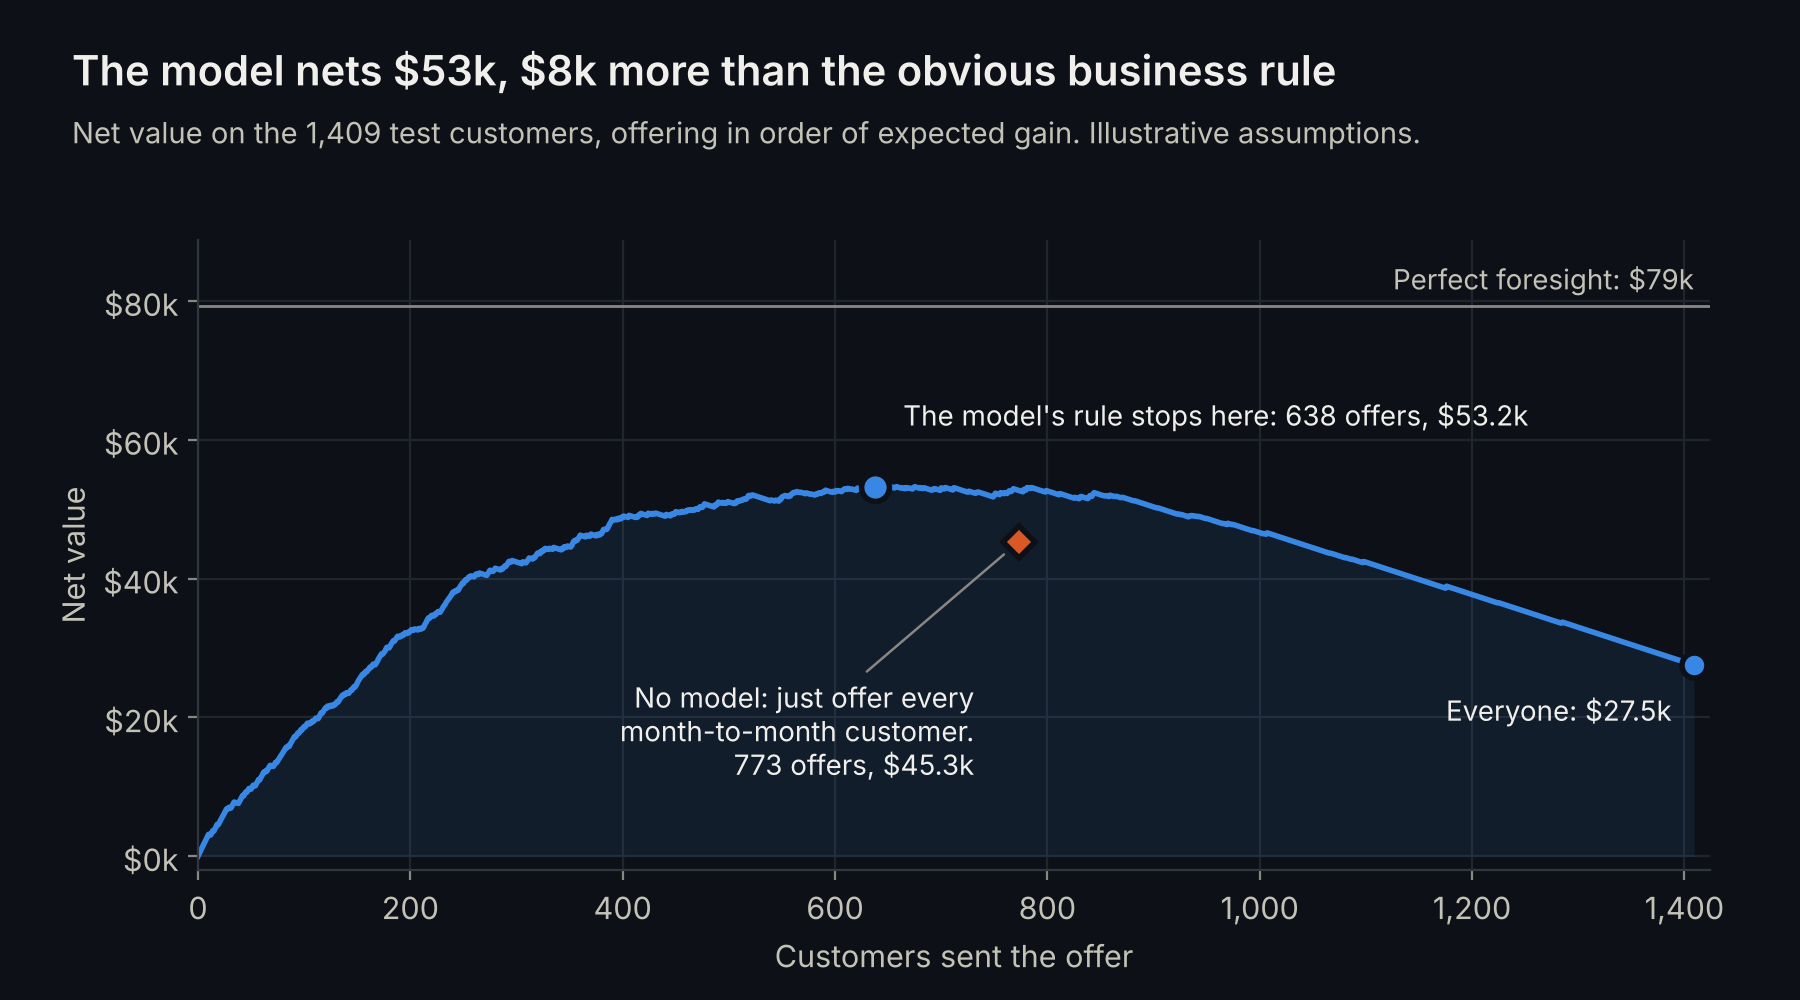 The model nets $53k, $8k more than the obvious business rule
Net value on the 1,409 test customers, offering in order of expected gain. Illustrative assumptions.
Perfect foresight: $79k
$80k
The model's rule stops here: 638 offers, $53.2k
$60k
Net value
$40k
No model: just offer every
month-to-month customer.
773 offers, $45.3k
Everyone: $27.5k
$20k
$0k
0 200 400 600 800 1,000 1,200 1,400
Customers sent the offer